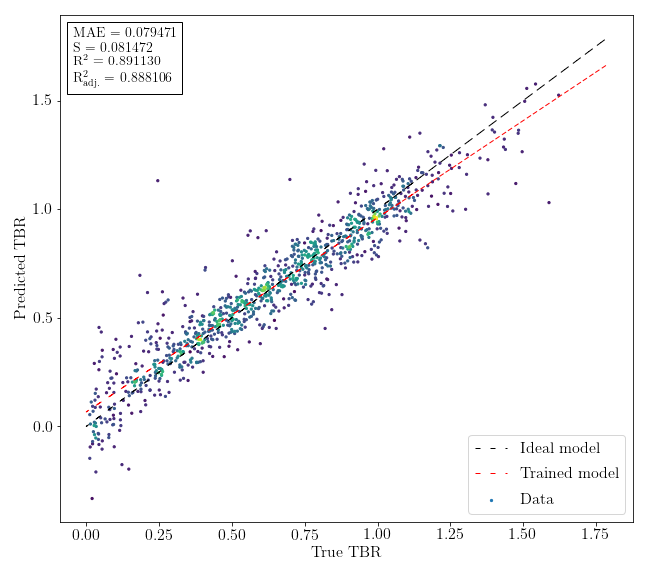 MAE = 0.079471
S = 0.081472
R² = 0.891130
R²adj. = 0.888106
1.5
1.0
0.5
0.0
Predicted TBR
0.00 0.25 0.50 0.75 1.00 1.25 1.50 1.75
True TBR
Ideal model
Trained model
Data